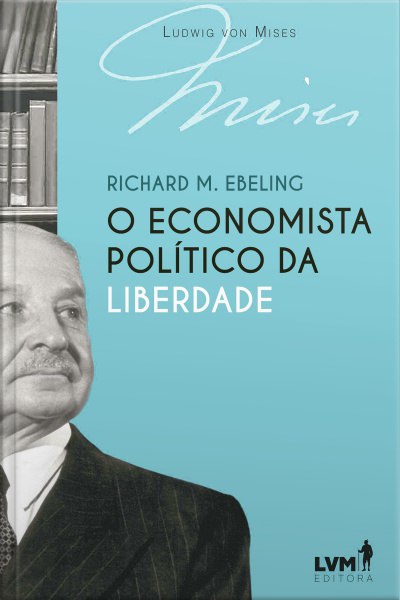 Ludwig von Mises
Mises
RICHARD M. EBELING
O ECONOMISTA
POLÍTICO DA
LIBERDADE
LVM
EDITORA